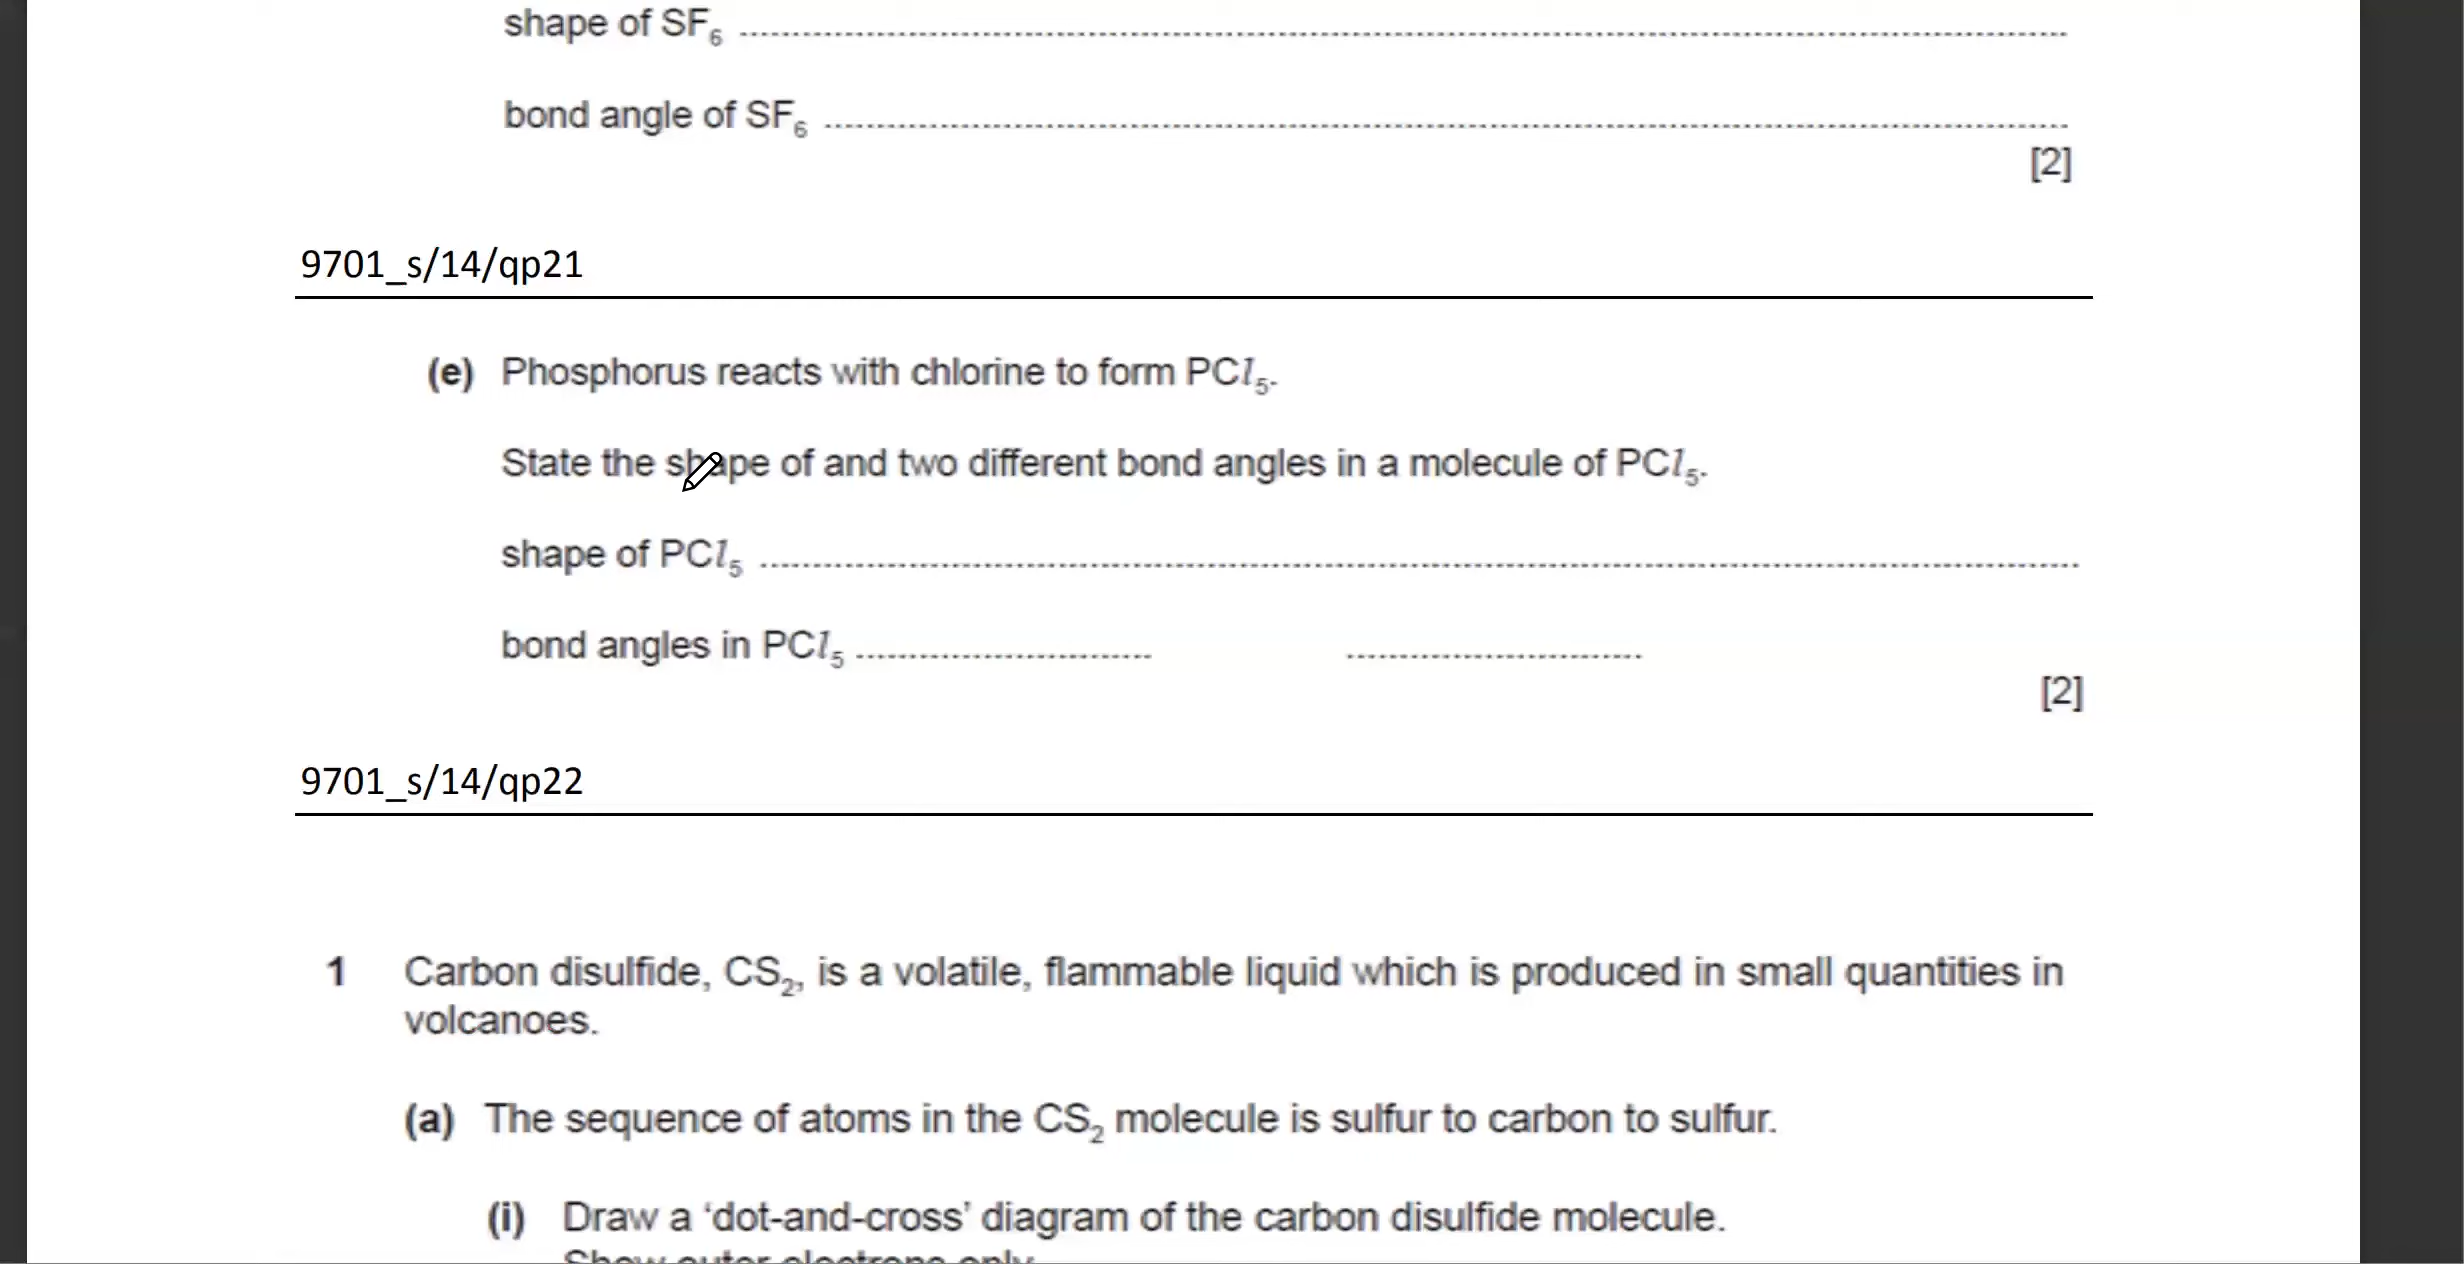 shape of SF₆ ........................................
bond angle of SF₆ ........................................
[2]
9701_s/14/qp21
(e) Phosphorus reacts with chlorine to form PCl₅.
State the shape of and two different bond angles in a molecule of PCl₅.
shape of PCl₅ ........................................
bond angles in PCl₅ .................... ....................
[2]
9701_s/14/qp22
1 Carbon disulfide, CS₂, is a volatile, flammable liquid which is produced in small quantities in
volcanoes.
(a) The sequence of atoms in the CS₂ molecule is sulfur to carbon to sulfur.
(i) Draw a ‘dot-and-cross’ diagram of the carbon disulfide molecule.
Show outer electrons only.